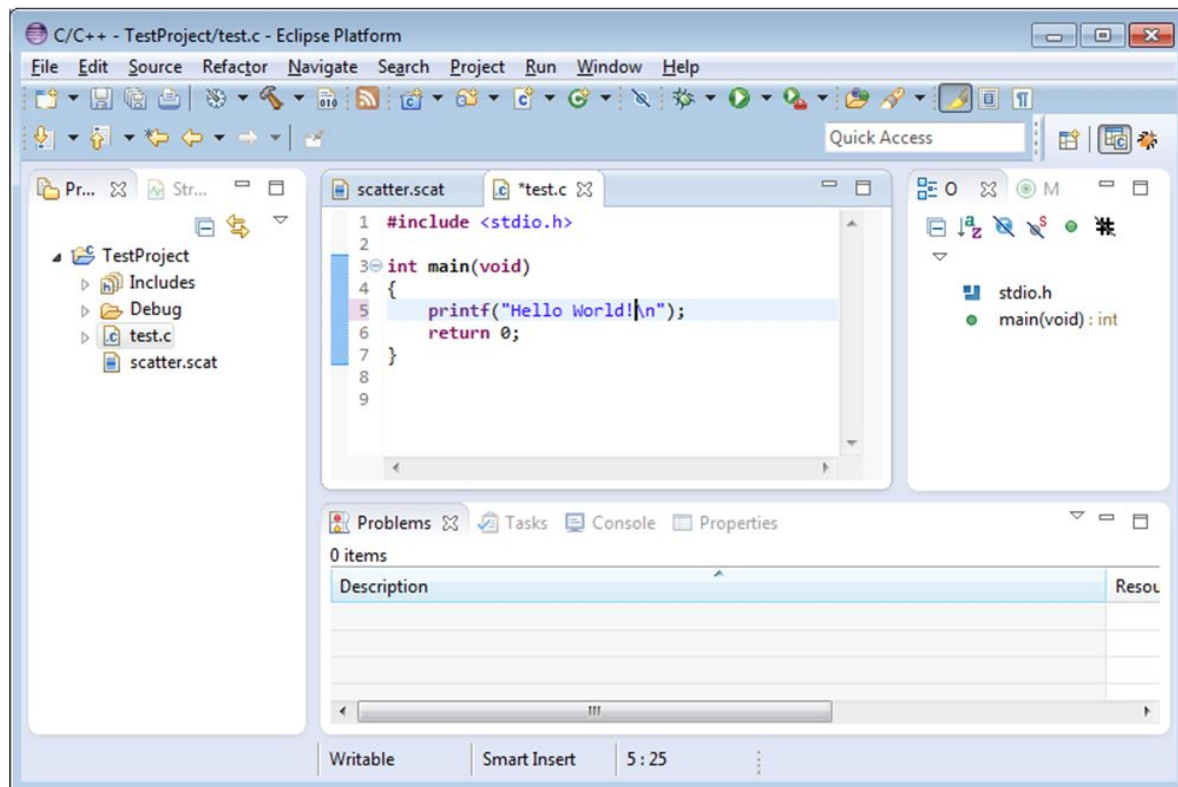 C/C++ - TestProject/test.c - Eclipse Platform
File Edit Source Refactor Navigate Search Project Run Window Help
Quick Access
Pr... Str...
TestProject
Includes
Debug
test.c
scatter.scat
scatter.scat *test.c
1 #include <stdio.h>
2
3 int main(void)
4 {
5 printf("Hello World!\n");
6 return 0;
7 }
8
9
O M
stdio.h
main(void) : int
Problems Tasks Console Properties
0 items
Description Resou
Writable Smart Insert 5 : 25